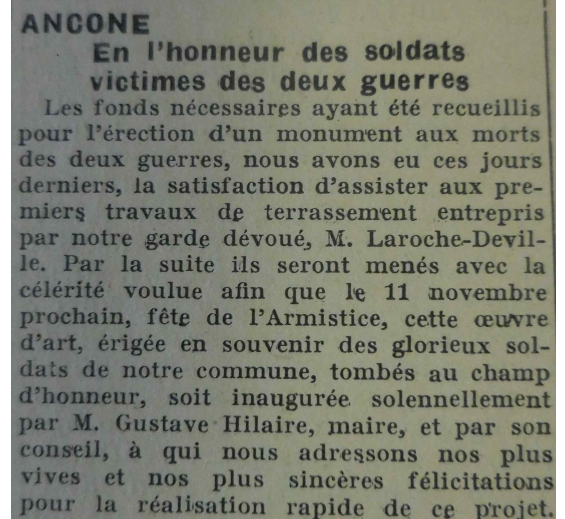 ANCONE
En l'honneur des soldats
victimes des deux guerres
Les fonds nécessaires ayant été recueillis
pour l'érection d'un monument aux morts
des deux guerres, nous avons eu ces jours
derniers, la satisfaction d'assister aux pre-
miers travaux de terrassement entrepris
par notre garde dévoué, M. Laroche-Devil-
le. Par la suite ils seront menés avec la
célérité voulue afin que le 11 novembre
prochain, fête de l'Armistice, cette œuvre
d'art, érigée en souvenir des glorieux sol-
dats de notre commune, tombés au champ
d'honneur, soit inaugurée solennellement
par M. Gustave Hilaire, maire, et par son
conseil, à qui nous adressons nos plus
vives et nos plus sincères félicitations
pour la réalisation rapide de ce projet.